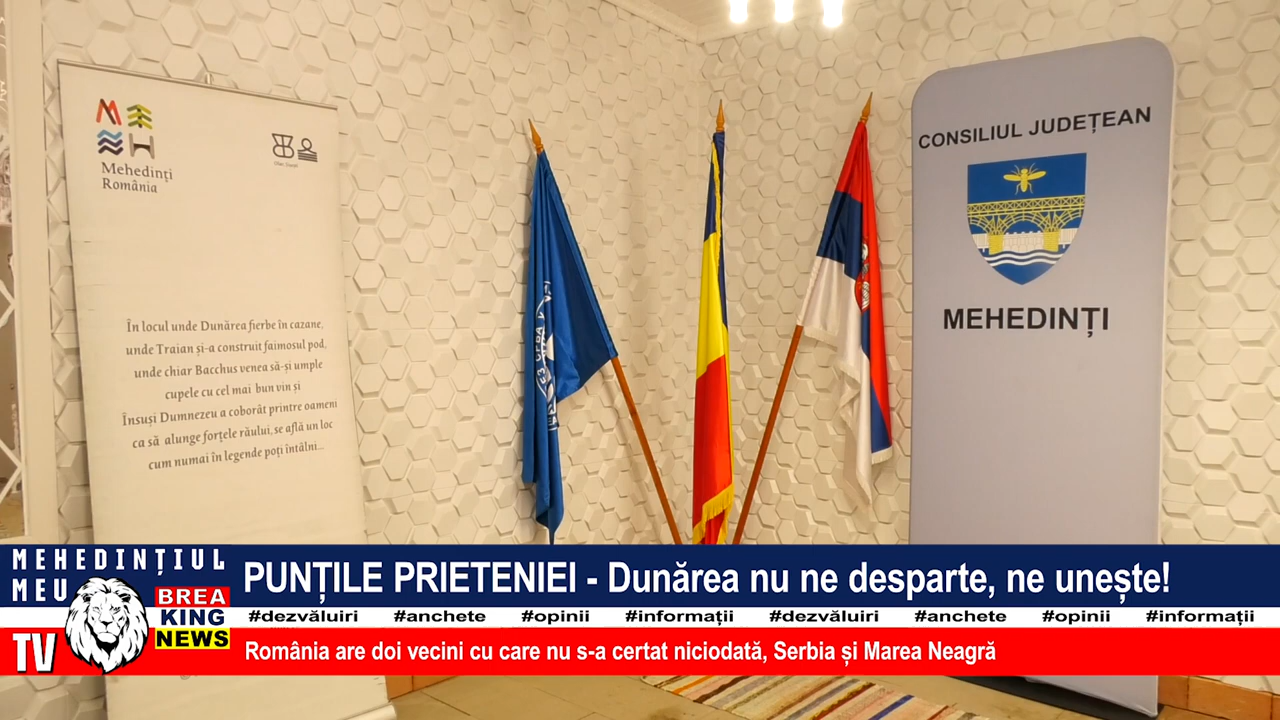 MEH
Mehedinți
România
În locul unde Dunărea fierbe în cazane,
unde Traian și-a construit faimosul pod,
unde chiar Bacchus venea să-și umple
cupele cu cel mai bun vin și
Însuși Dumnezeu a coborât printre oameni
ca să alunge forțele răului, se află un loc
cum numai în legende poți întâlni...
CONSILIUL JUDEȚEAN
MEHEDINȚI
MEHEDINȚIUL
MEU
TV
BREA
KING
NEWS
PUNȚILE PRIETENIEI - Dunărea nu ne desparte, ne unește!
#dezvăluiri #anchete #opinii #informații #dezvăluiri #anchete #opinii #informații
România are doi vecini cu care nu s-a certat niciodată, Serbia și Marea Neagră